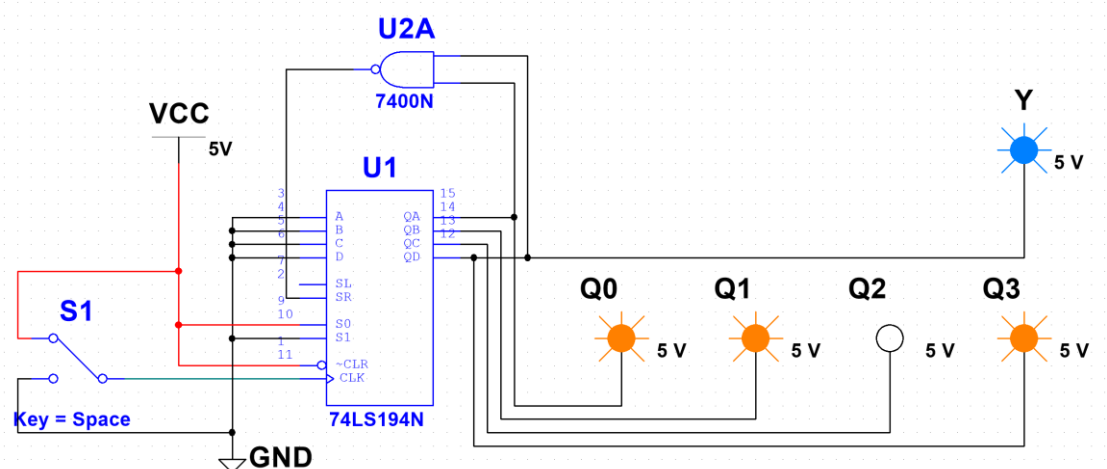 U2A
7400N
VCC
5V
Y
5 V
U1
3
4
5
6
7
2
9
10
1
11
A
B
C
D
SL
SR
S0
S1
~CLR
CLK
QA
QB
QC
QD
15
14
13
12
74LS194N
S1
Key = Space
GND
Q0
5 V
Q1
5 V
Q2
5 V
Q3
5 V